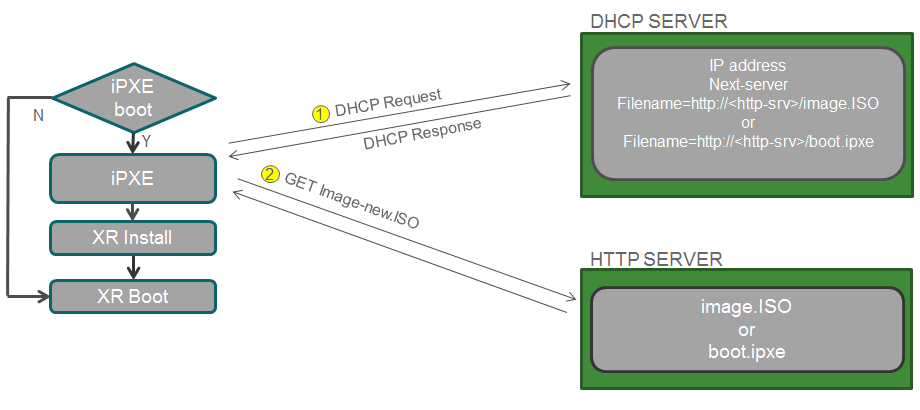 DHCP SERVER
IP address
Next-server
Filename=http://<http-srv>/image.ISO
or
Filename=http://<http-srv>/boot.ipxe
iPXE
boot
N
Y
1 DHCP Request
DHCP Response
iPXE
2 GET Image-new.ISO
XR Install
XR Boot
HTTP SERVER
image.ISO
or
boot.ipxe